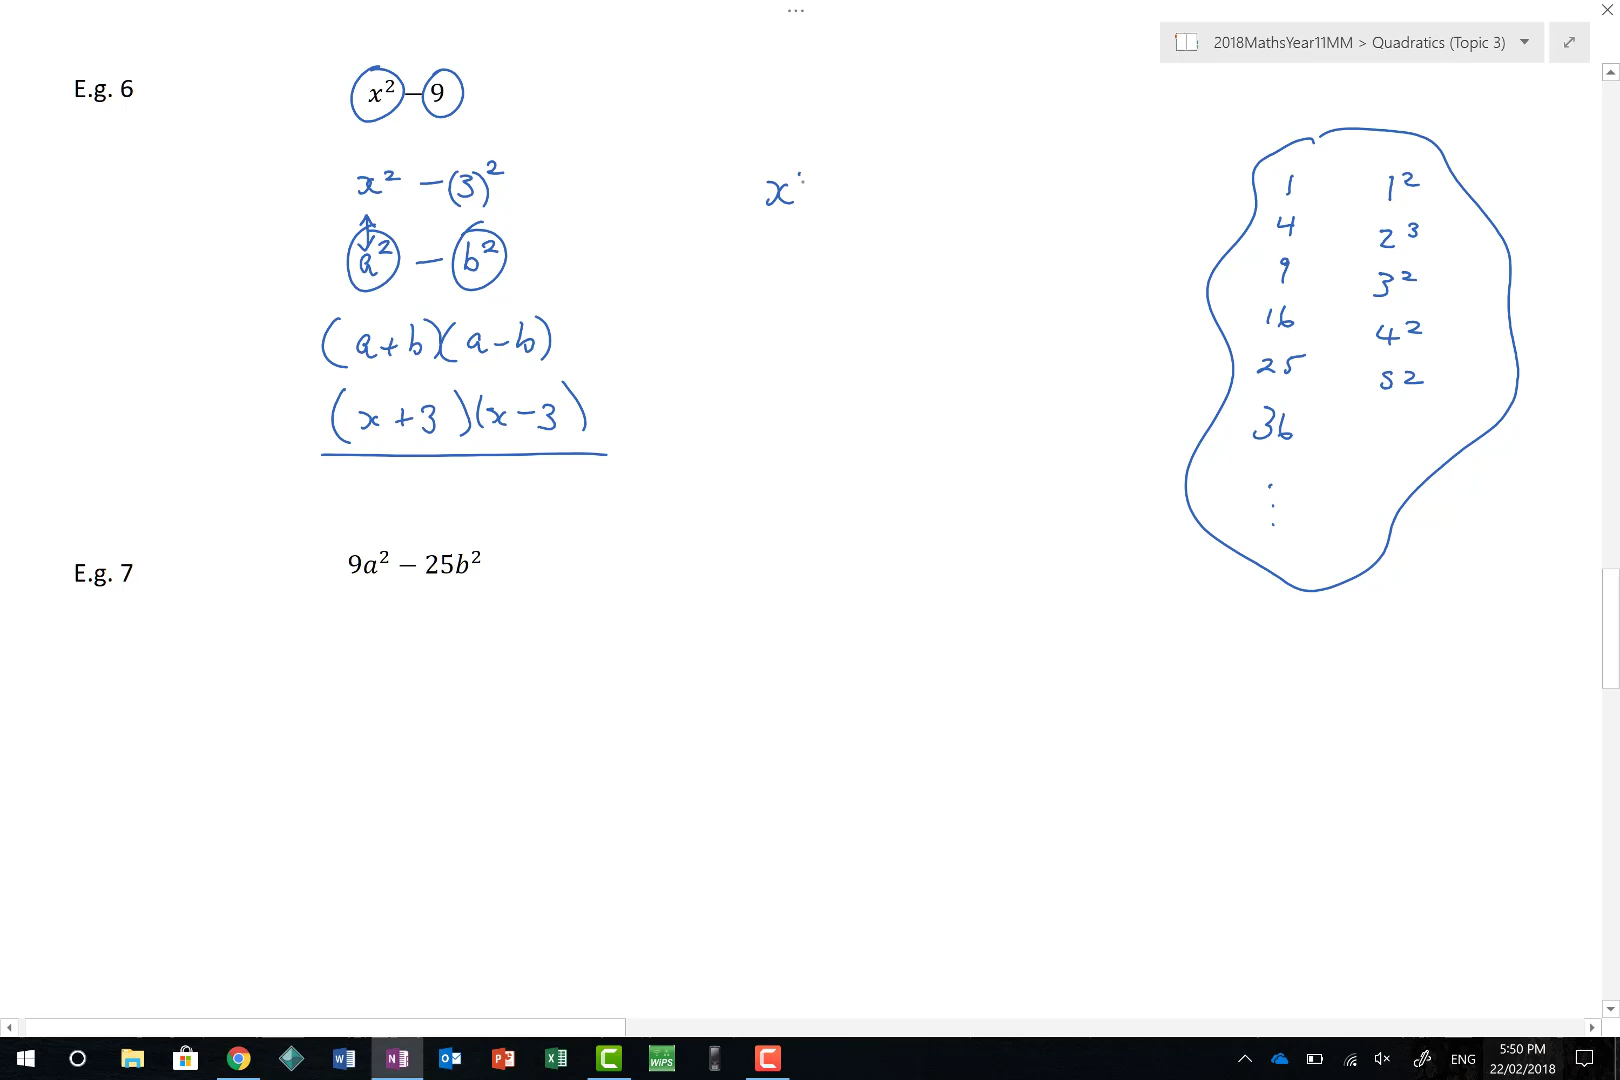 2018MathsYear11MM > Quadratics (Topic 3)
E.g. 6
x² – 9
x² – (3)²
a² – b²
(a+b)(a–b)
(x+3)(x–3)
x
1 1²
4 2³
9 3²
16 4²
25 5²
36
⋮
E.g. 7
9a² − 25b²
WiPS
ENG
5:50 PM
22/02/2018